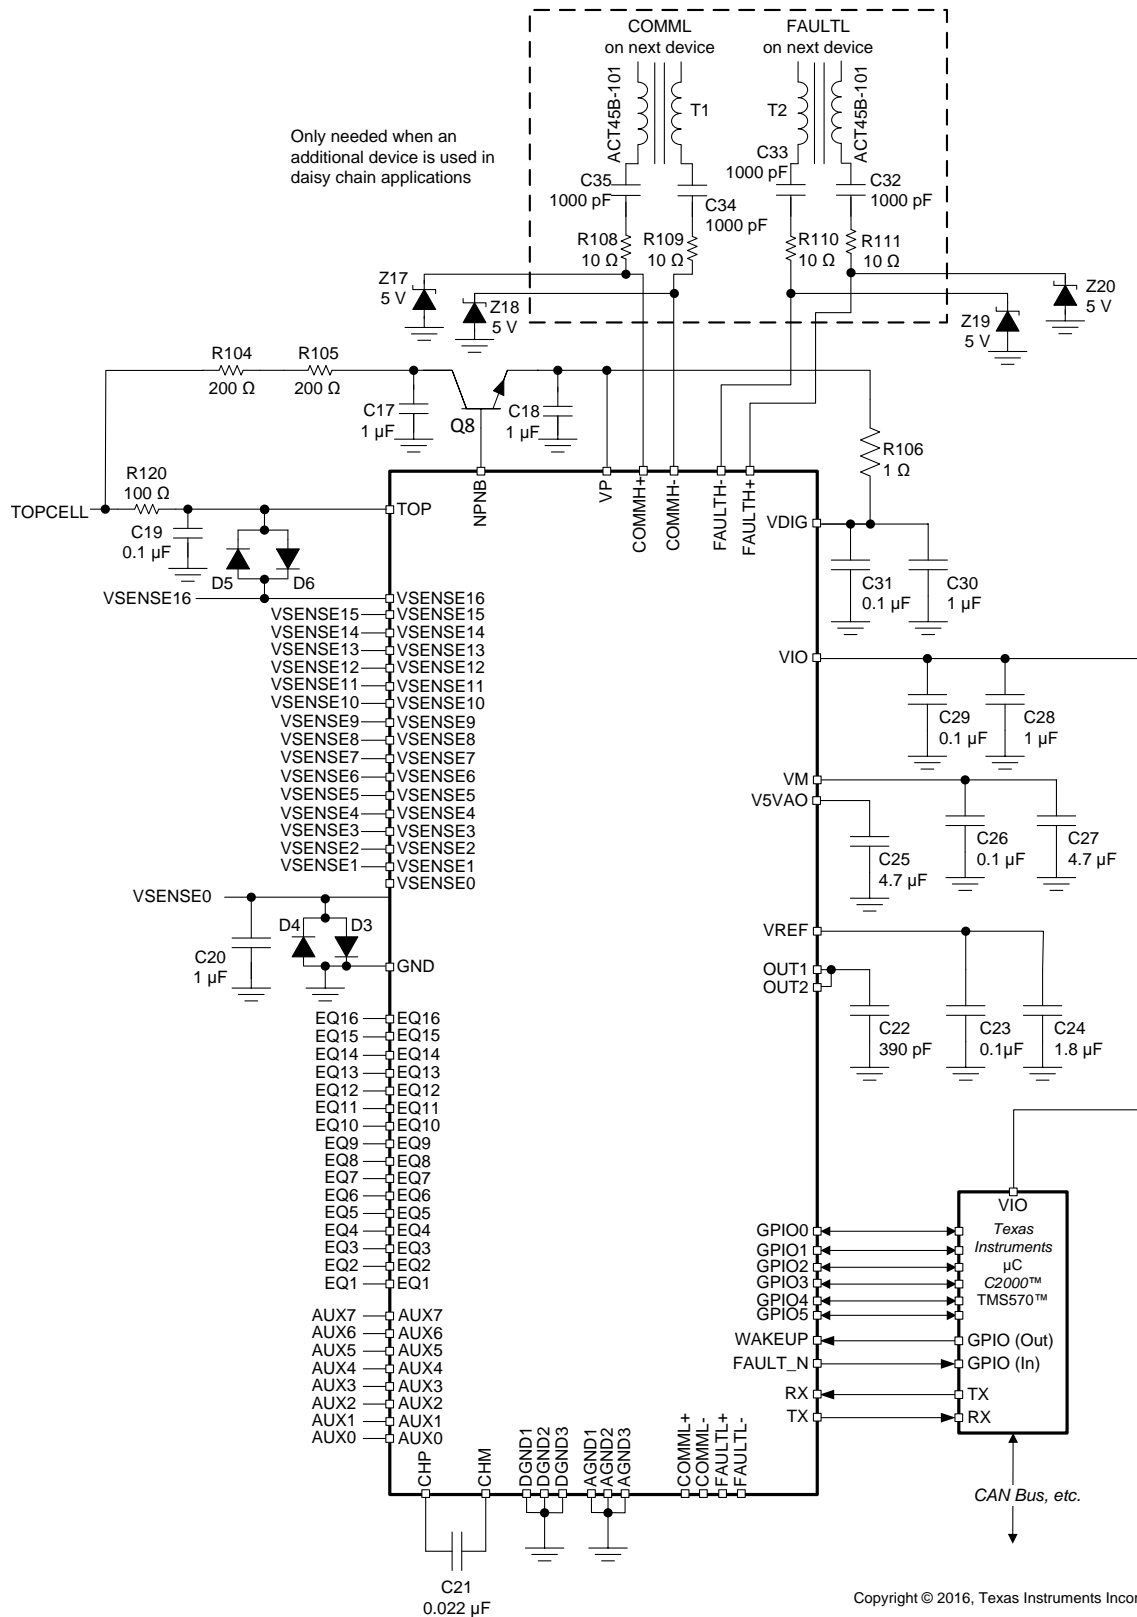 COMML
on next device
FAULTL
on next device
ACT45B-101
T1
T2
ACT45B-101
Only needed when an
additional device is used in
daisy chain applications
C35
1000 pF
C34
1000 pF
C33
1000 pF
C32
1000 pF
R108
10 Ω
R109
10 Ω
R110
10 Ω
R111
10 Ω
Z17
5 V
Z18
5 V
Z19
5 V
Z20
5 V
R104
200 Ω
R105
200 Ω
C17
1 µF
Q8
C18
1 µF
R106
1 Ω
TOPCELL
R120
100 Ω
C19
0.1 µF
D5
D6
TOP
NPNB
VP
COMMH+
COMMH-
FAULTH-
FAULTH+
VDIG
C31
0.1 µF
C30
1 µF
VSENSE16 VSENSE16
VSENSE15 VSENSE15
VSENSE14 VSENSE14
VSENSE13 VSENSE13
VSENSE12 VSENSE12
VSENSE11 VSENSE11
VSENSE10 VSENSE10
VSENSE9 VSENSE9
VSENSE8 VSENSE8
VSENSE7 VSENSE7
VSENSE6 VSENSE6
VSENSE5 VSENSE5
VSENSE4 VSENSE4
VSENSE3 VSENSE3
VSENSE2 VSENSE2
VSENSE1 VSENSE1
VSENSE0
VSENSE0
VIO
C29
0.1 µF
C28
1 µF
VM
V5VAO
C25
4.7 µF
C26
0.1 µF
C27
4.7 µF
D4
D3
C20
1 µF
GND
VREF
OUT1
OUT2
C22
390 pF
C23
0.1µF
C24
1.8 µF
EQ16 EQ16
EQ15 EQ15
EQ14 EQ14
EQ13 EQ13
EQ12 EQ12
EQ11 EQ11
EQ10 EQ10
EQ9 EQ9
EQ8 EQ8
EQ7 EQ7
EQ6 EQ6
EQ5 EQ5
EQ4 EQ4
EQ3 EQ3
EQ2 EQ2
EQ1 EQ1
AUX7 AUX7
AUX6 AUX6
AUX5 AUX5
AUX4 AUX4
AUX3 AUX3
AUX2 AUX2
AUX1 AUX1
AUX0 AUX0
GPIO0
GPIO1
GPIO2
GPIO3
GPIO4
GPIO5
WAKEUP
FAULT_N
RX
TX
VIO
Texas
Instruments
µC
C2000™
TMS570™
GPIO (Out)
GPIO (In)
TX
RX
CHP
CHM
DGND1
DGND2
DGND3
AGND1
AGND2
AGND3
COMML+
COMML-
FAULTL+
FAULTL-
CAN Bus, etc.
C21
0.022 µF
Copyright © 2016, Texas Instruments Incor